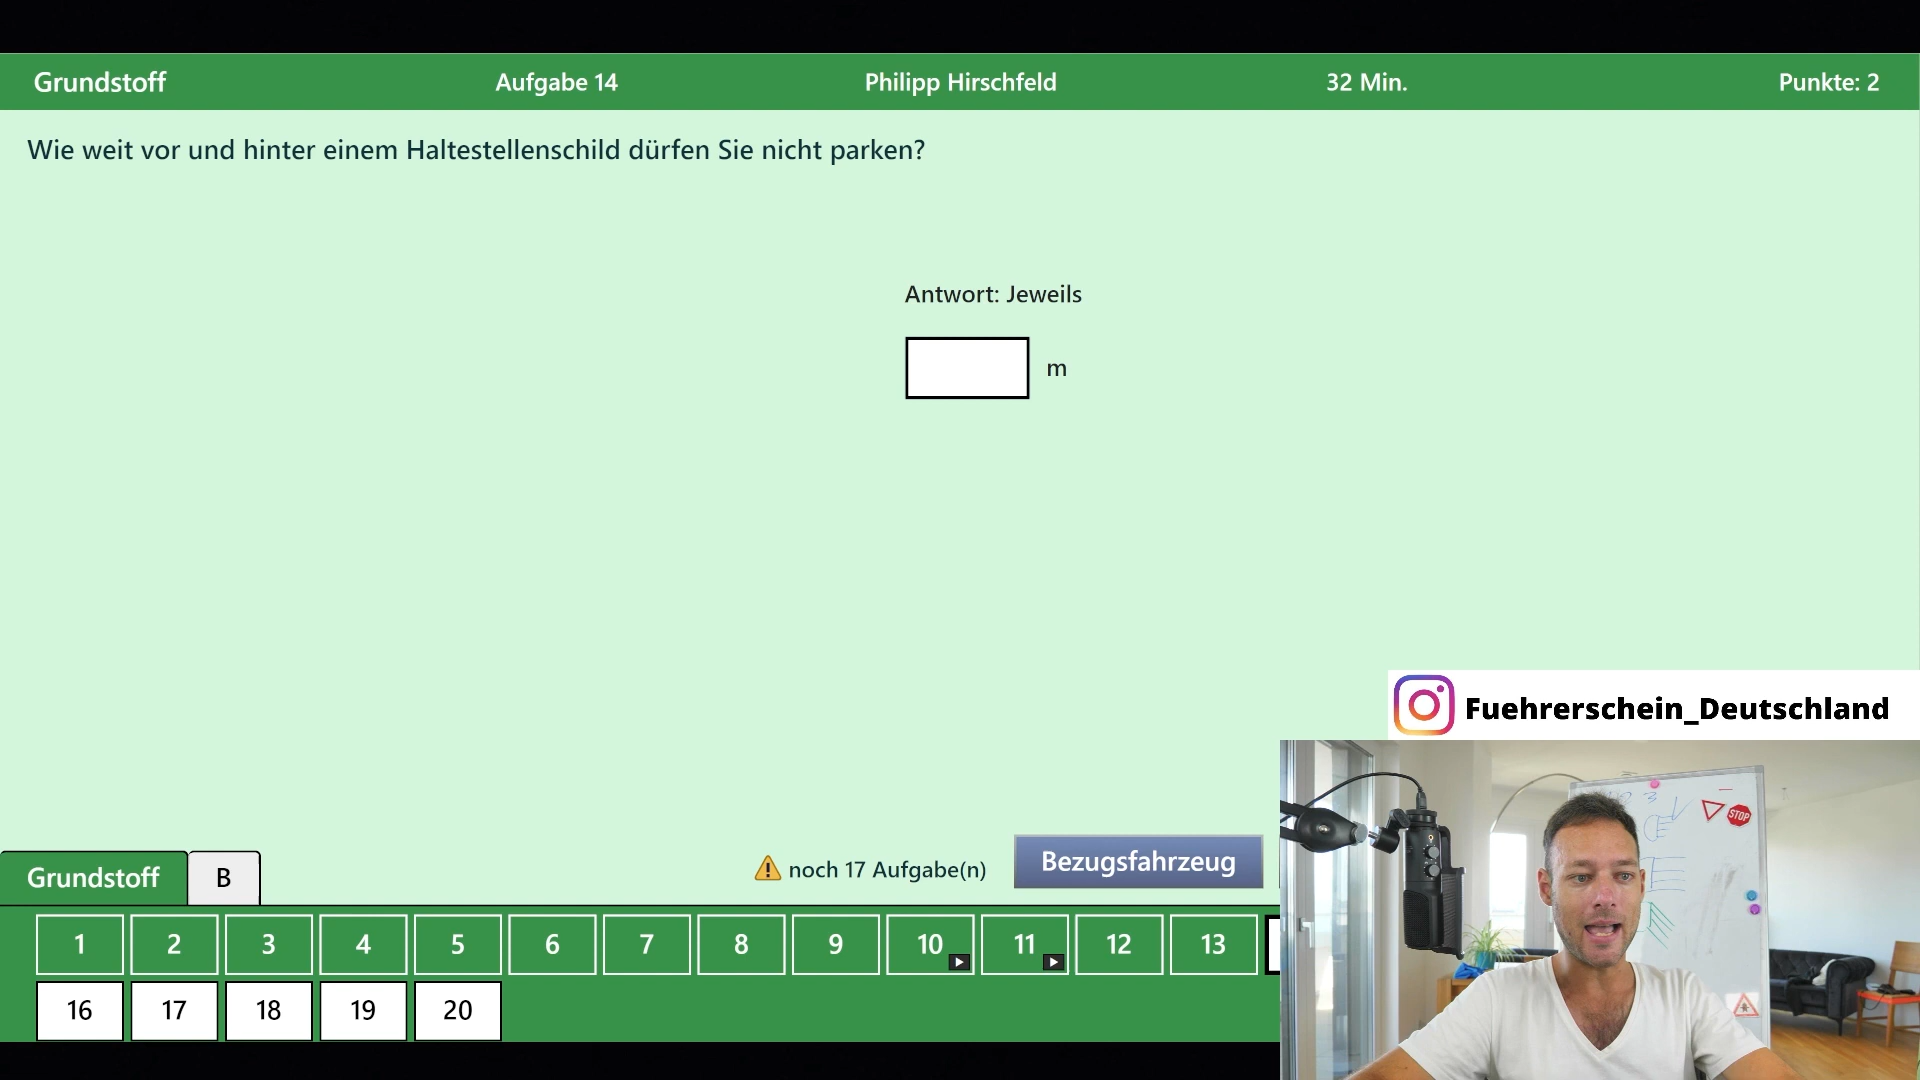 Grundstoff Aufgabe 14 Philipp Hirschfeld 32 Min. Punkte: 2
Wie weit vor und hinter einem Haltestellenschild dürfen Sie nicht parken?
Antwort: Jeweils
m
Fuehrerschein_Deutschland
STOP
noch 17 Aufgabe(n) Bezugsfahrzeug
Grundstoff B
1 2 3 4 5 6 7 8 9 10 11 12 13
16 17 18 19 20